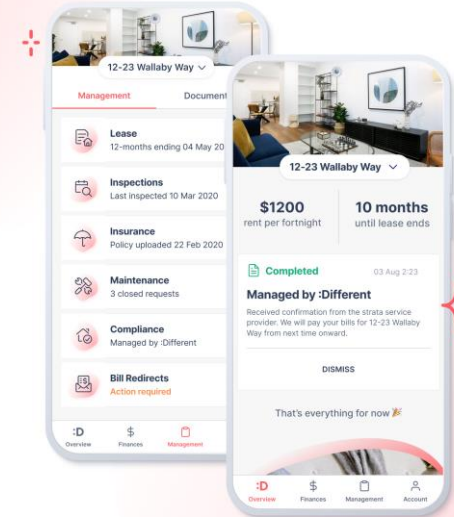 12-23 Wallaby Way
Management
Document
Lease
12-months ending 04 May 20
Inspections
Last inspected 10 Mar 2020
Insurance
Policy uploaded 22 Feb 2020
Maintenance
3 closed requests
Compliance
Managed by :Different
Bill Redirects
Action required
:D
$
Overview
Finances
Management
12-23 Wallaby Way
$1200
rent per fortnight
10 months
until lease ends
Completed
03 Aug 2:23
Managed by :Different
Received confirmation from the strata service
provider. We will pay your bills for 12-23 Wallaby
Way from next time onward.
DISMISS
That's everything for now 🎉
:D
$
Overview
Finances
Management
Account